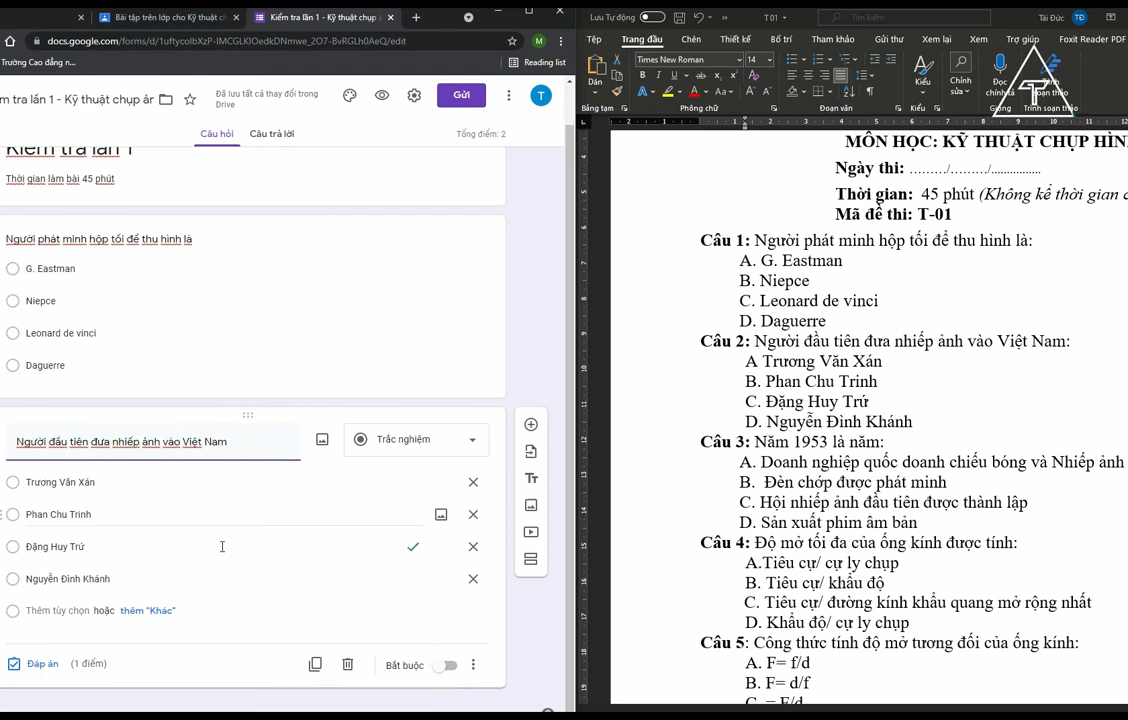 Bài tập trên lớp cho Kỹ thuật c
Kiểm tra lần 1 - Kỹ thuật chụp ả
docs.google.com/forms/d/1uftycolbXzP-IMCGLKIOedkDNmwe_2O7-BvRGLh0AeQ/edit
Trường Cao đẳng n...
Reading list
m tra lần 1 - Kỹ thuật chụp ản
Đã lưu tất cả thay đổi trong
Drive
Gửi
T
Câu hỏi
Câu trả lời
Tổng điểm: 2
Kiểm tra lần 1
Thời gian làm bài 45 phút
Người phát minh hộp tối để thu hình là
G. Eastman
Niepce
Leonard de vinci
Daguerre
Người đầu tiên đưa nhiếp ảnh vào Việt Nam
Trắc nghiệm
Trương Văn Xán
Phan Chu Trinh
Đặng Huy Trứ
Nguyễn Đình Khánh
Thêm tùy chọn hoặc thêm "Khác"
Đáp án (1 điểm)
Bắt buộc
Lưu Tự động
T01
Tìm kiếm
Tài Đức
TĐ
Tệp Trang đầu Chèn Thiết kế Bố trí Tham khảo Gửi thư Xem lại Xem Trợ giúp Foxit Reader PDF
Times New Roman 14
Dán
Kiểu
Chỉnh
sửa
Đọc
Bảng tạm
Phông chữ
Đoạn văn
Kiểu
Giọng
Trình soạn thảo
MÔN HỌC: KỸ THUẬT CHỤP HÌN
Ngày thi: ………/………/...............
Thời gian: 45 phút (Không kể thời gian
Mã đề thi: T-01
Câu 1: Người phát minh hộp tối để thu hình là:
A. G. Eastman
B. Niepce
C. Leonard de vinci
D. Daguerre
Câu 2: Người đầu tiên đưa nhiếp ảnh vào Việt Nam:
A Trương Văn Xán
B. Phan Chu Trinh
C. Đặng Huy Trứ
D. Nguyễn Đình Khánh
Câu 3: Năm 1953 là năm:
A. Doanh nghiệp quốc doanh chiếu bóng và Nhiếp ảnh
B. Đèn chớp được phát minh
C. Hội nhiếp ảnh đầu tiên được thành lập
D. Sản xuất phim âm bản
Câu 4: Độ mở tối đa của ống kính được tính:
A.Tiêu cự/ cự ly chụp
B. Tiêu cự/ khẩu độ
C. Tiêu cự/ đường kính khẩu quang mở rộng nhất
D. Khẩu độ/ cự ly chụp
Câu 5: Công thức tính độ mở tương đối của ống kính:
A. F= f/d
B. F= d/f
C. = F/d